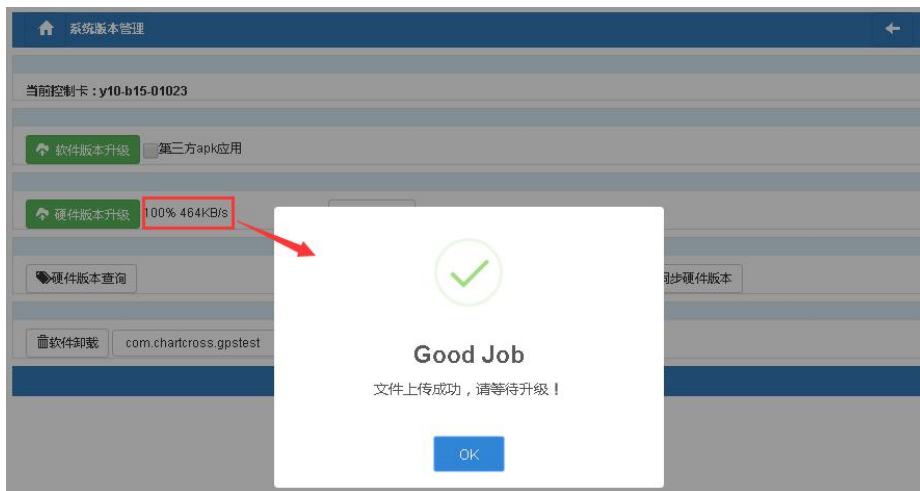 系统版本管理
当前控制卡：y10-b15-01023
软件版本升级 第三方apk应用
硬件版本升级 100% 464KB/s
硬件版本查询
同步硬件版本
软件卸载 com.chartcross.gpstest
Good Job
文件上传成功，请等待升级！
OK